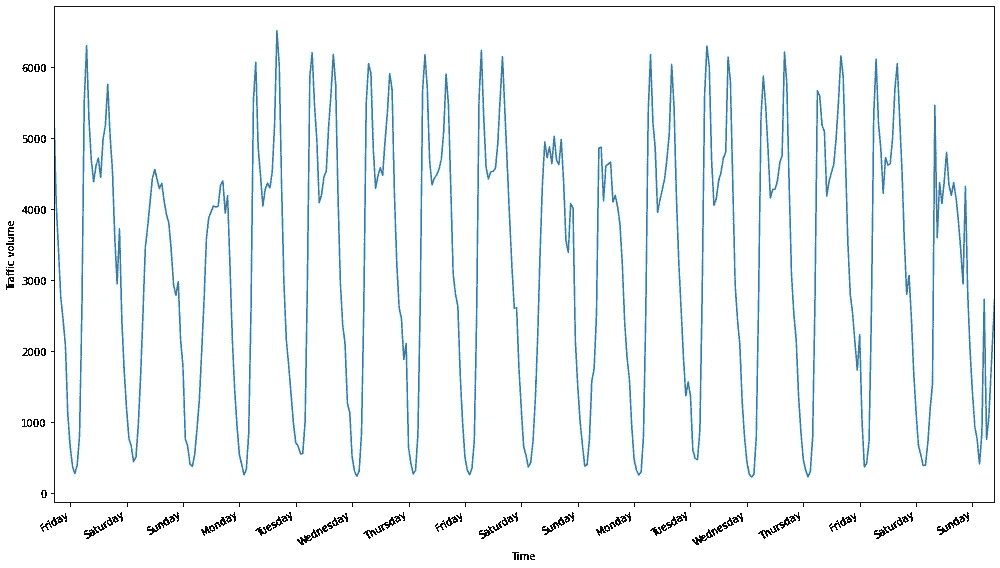 6000
5000
4000
3000
2000
1000
0
Traffic volume
Friday
Saturday
Sunday
Monday
Tuesday
Wednesday
Thursday
Friday
Saturday
Sunday
Monday
Tuesday
Wednesday
Thursday
Friday
Saturday
Sunday
Time